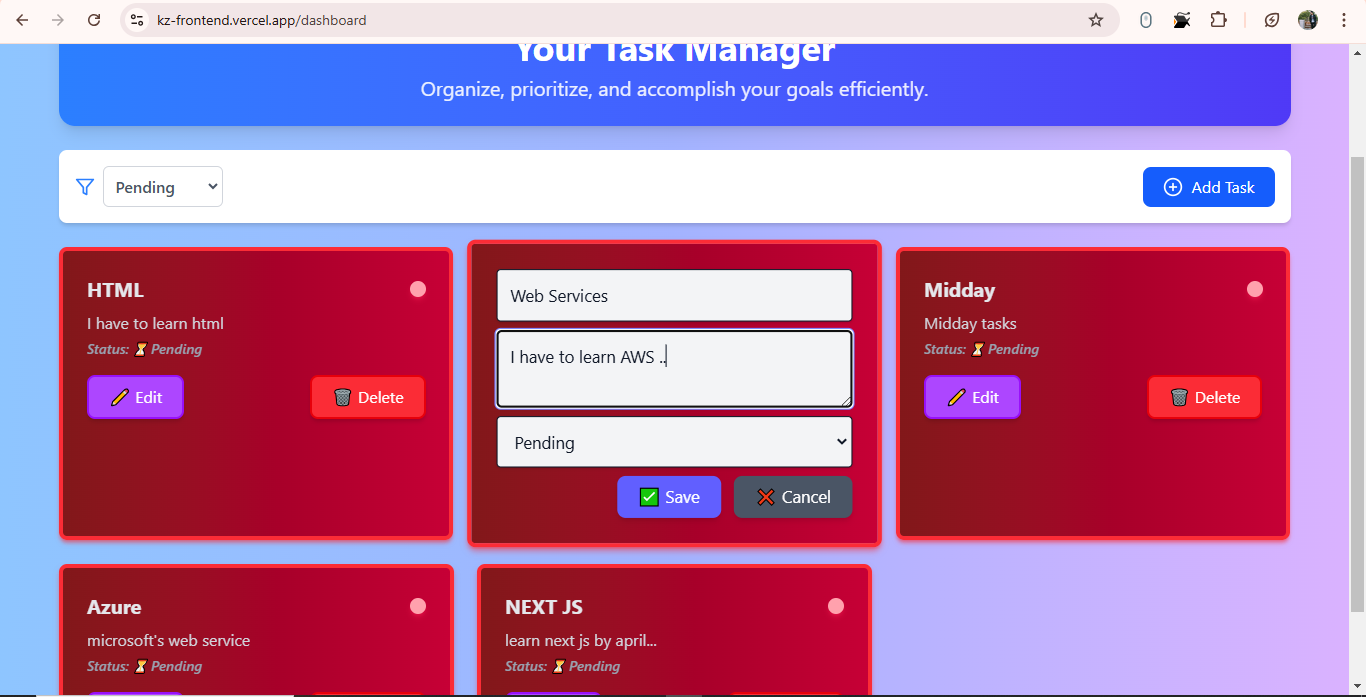 kz-frontend.vercel.app/dashboard
Your Task Manager
Organize, prioritize, and accomplish your goals efficiently.
Pending
Add Task
HTML
I have to learn html
Status: ⏳ Pending
Edit
Delete
Web Services
I have to learn AWS ..
Pending
Save
Cancel
Midday
Midday tasks
Status: ⏳ Pending
Edit
Delete
Azure
microsoft's web service
Status: ⏳ Pending
NEXT JS
learn next js by april...
Status: ⏳ Pending